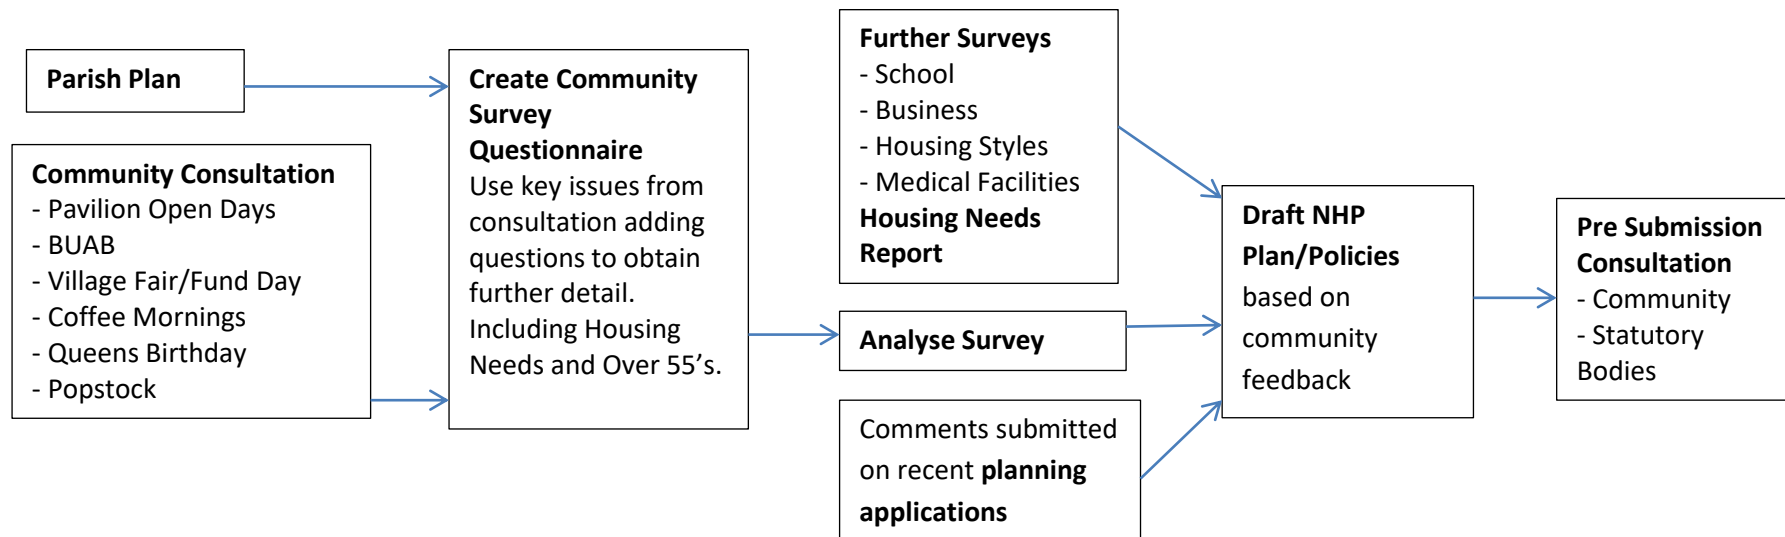 Parish Plan
Community Consultation
- Pavilion Open Days
- BUAB
- Village Fair/Fund Day
- Coffee Mornings
- Queens Birthday
- Popstock
Create Community
Survey
Questionnaire
Use key issues from
consultation adding
questions to obtain
further detail.
Including Housing
Needs and Over 55's.
Further Surveys
- School
- Business
- Housing Styles
- Medical Facilities
Housing Needs
Report
Analyse Survey
Comments submitted
on recent planning
applications
Draft NHP
Plan/Policies
based on
community
feedback
Pre Submission
Consultation
- Community
- Statutory
Bodies